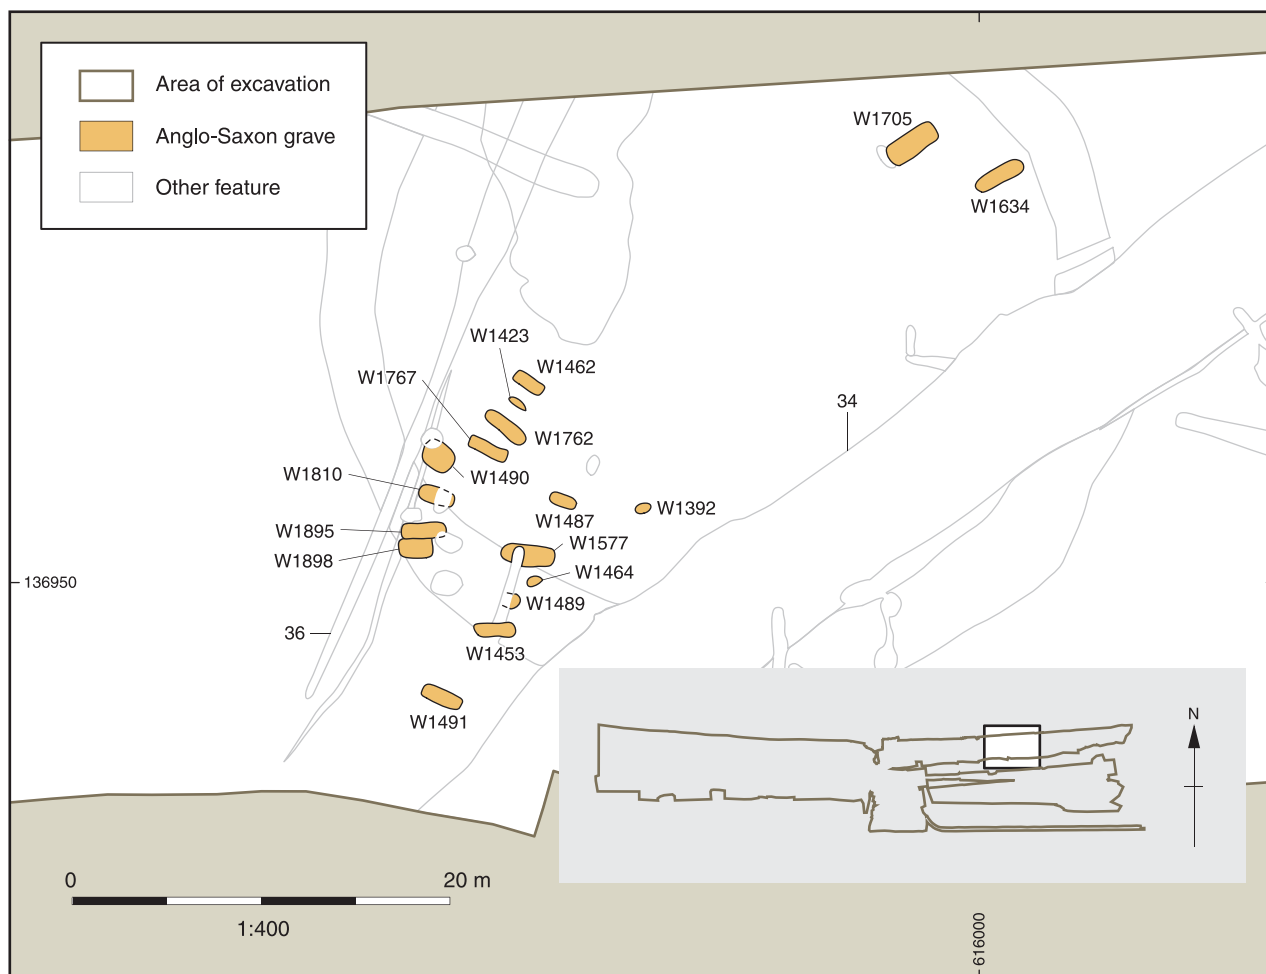 Area of excavation
Anglo-Saxon grave
Other feature
W1705
W1634
W1423
W1462
W1767
W1762
34
W1490
W1810
W1487
W1392
W1895
W1577
W1898
W1464
136950
W1489
36
W1453
W1491
N
0 20 m
1:400
616000